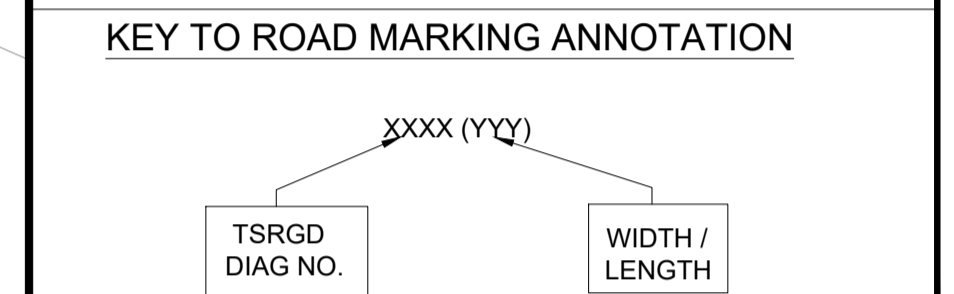 KEY TO ROAD MARKING ANNOTATION
XXXX (YYY)
TSRGD
DIAG NO.
WIDTH /
LENGTH